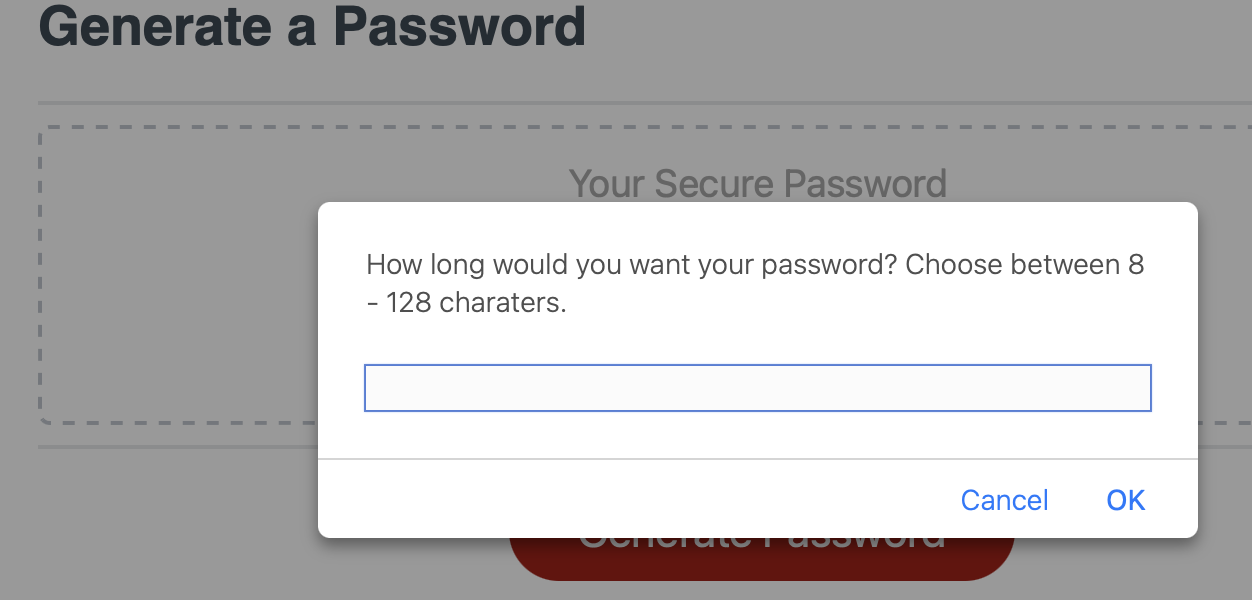 Generate a Password
Your Secure Password
How long would you want your password? Choose between 8
- 128 charaters.
Cancel
OK
Generate Password